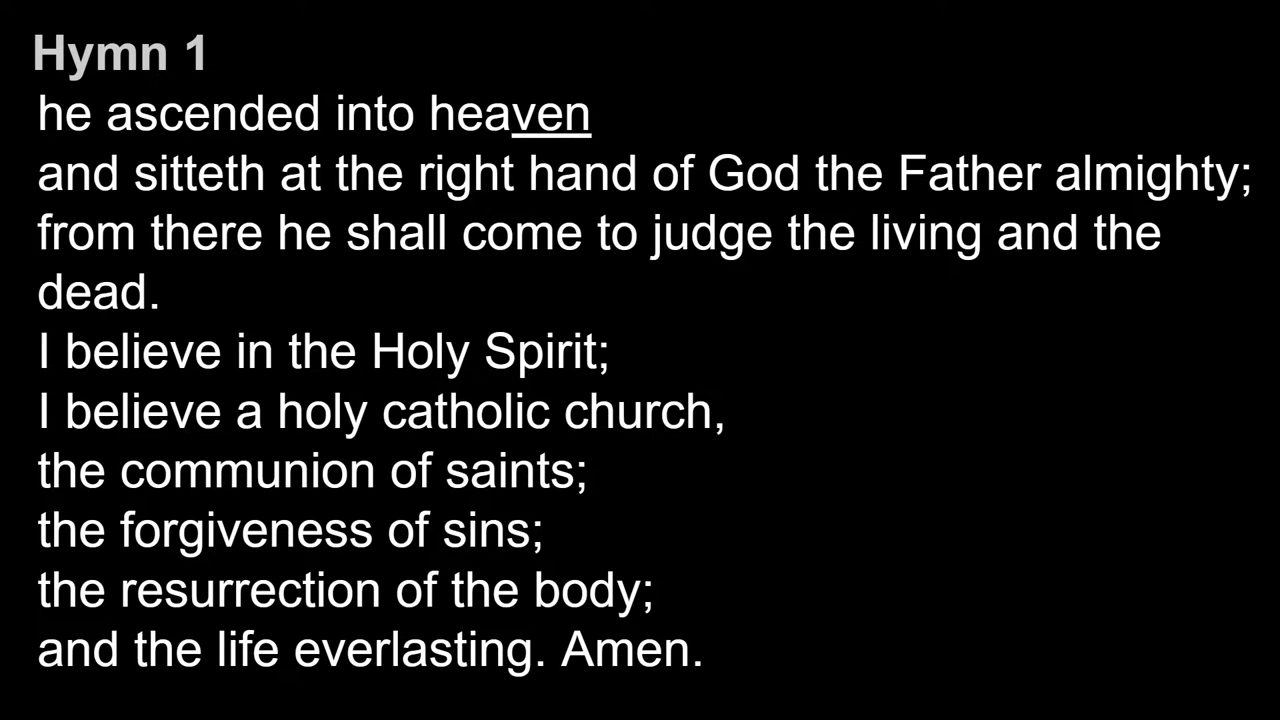 Hymn 1
he ascended into heaven
and sitteth at the right hand of God the Father almighty;
from there he shall come to judge the living and the
dead.
I believe in the Holy Spirit;
I believe a holy catholic church,
the communion of saints;
the forgiveness of sins;
the resurrection of the body;
and the life everlasting. Amen.